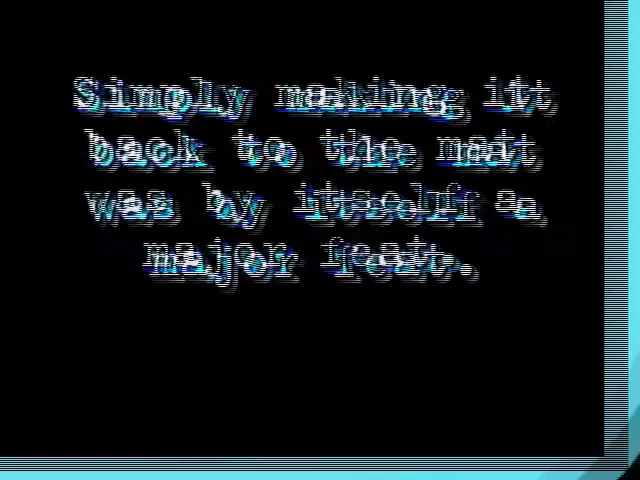 Simply making it
back to the mat
was by itself a
major feat.